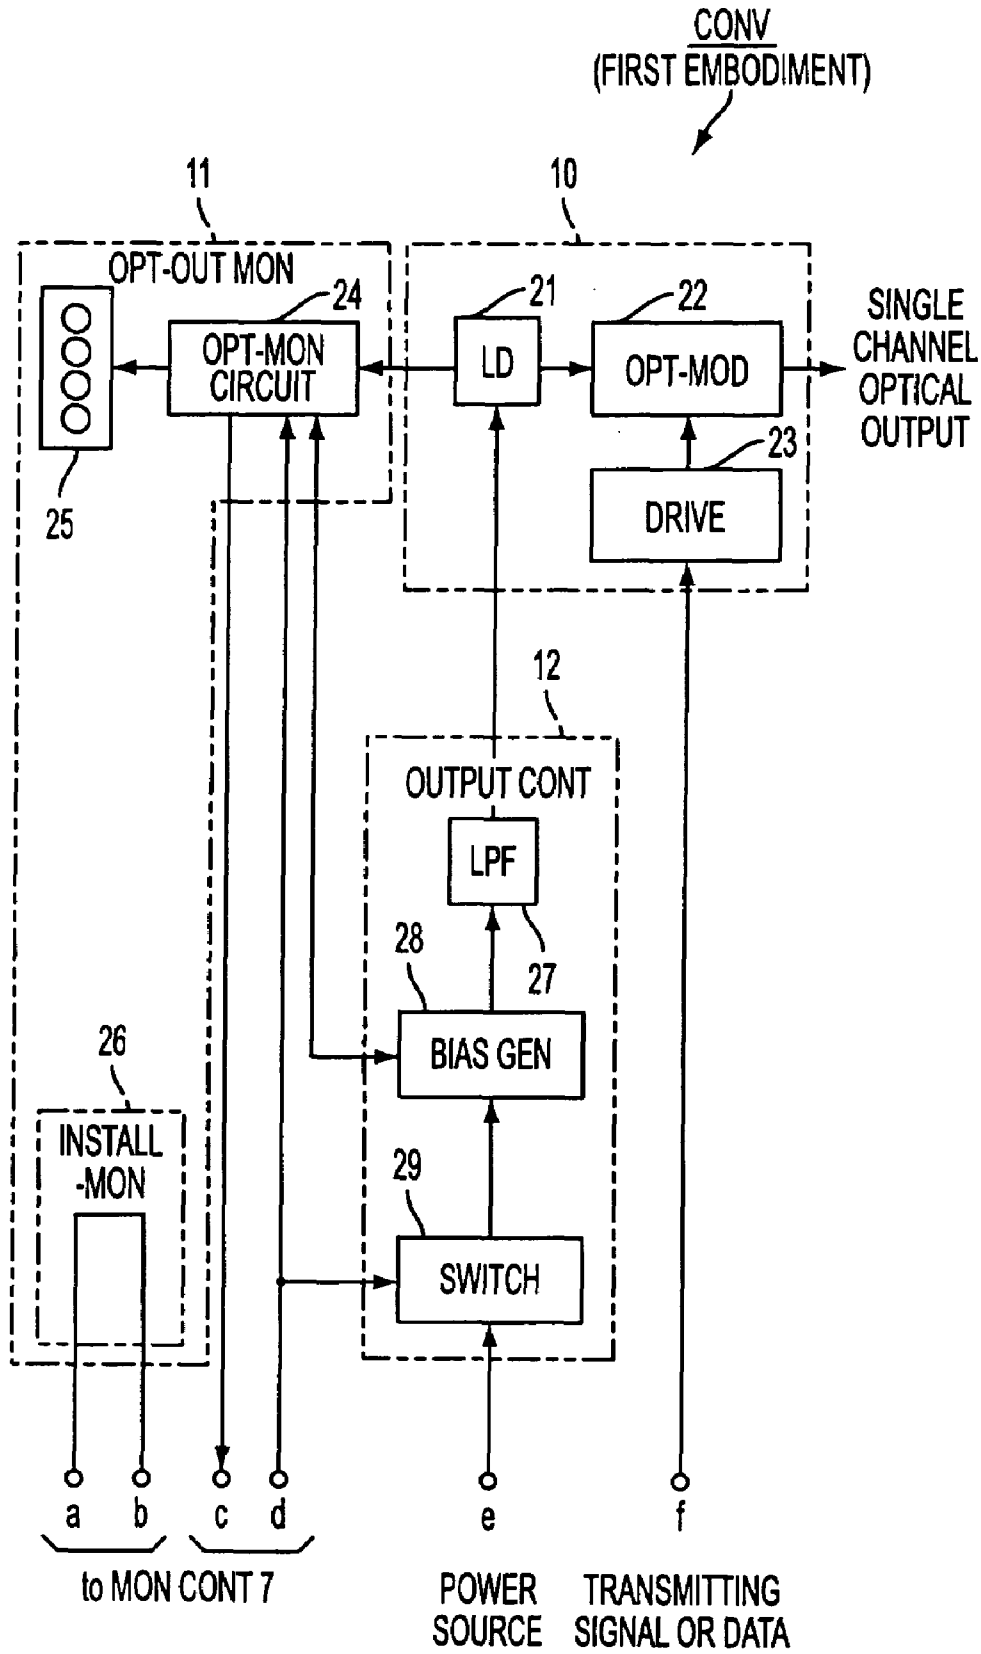 CONV
(FIRST EMBODIMENT)
11
10
OPT-OUT MON
24
21
22
OPT-MON
CIRCUIT
LD
OPT-MOD
SINGLE
CHANNEL
OPTICAL
OUTPUT
25
23
DRIVE
12
OUTPUT CONT
LPF
27
28
BIAS GEN
26
INSTALL
-MON
29
SWITCH
a
b
c
d
e
f
to MON CONT 7
POWER
SOURCE
TRANSMITTING
SIGNAL OR DATA